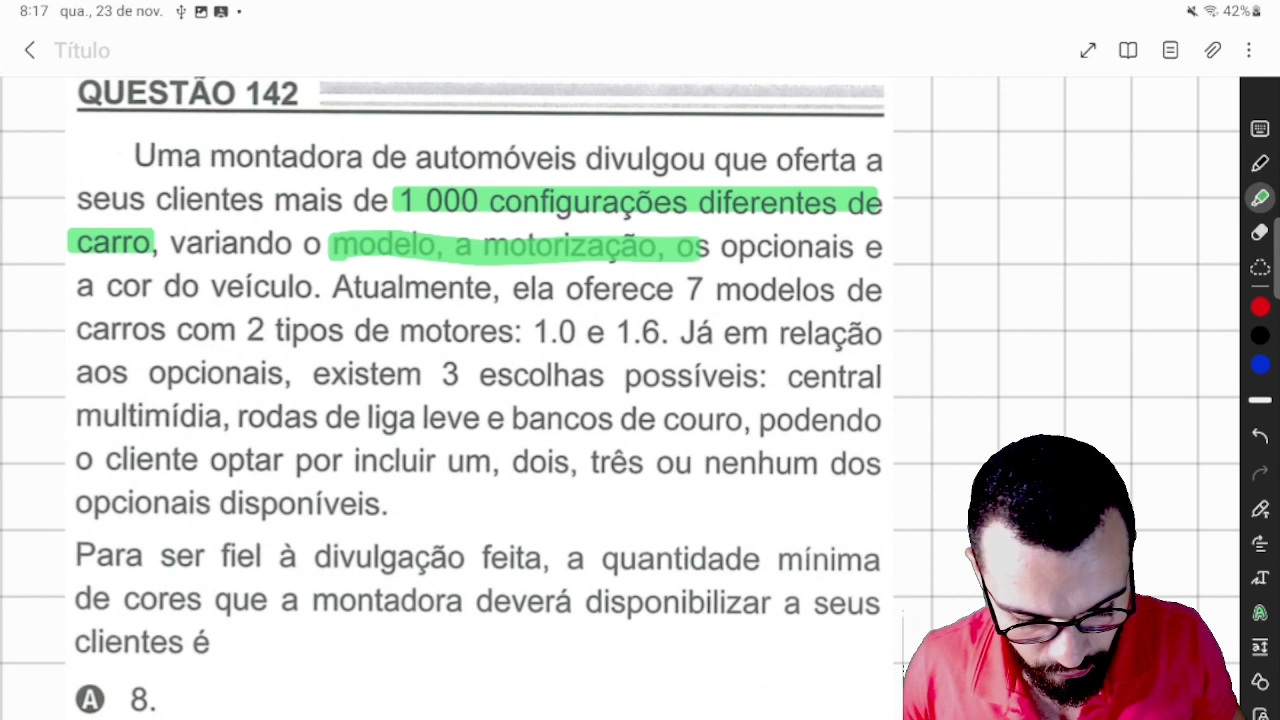 8:17 qua., 23 de nov.
42%
Título
QUESTÃO 142
Uma montadora de automóveis divulgou que oferta a
seus clientes mais de 1 000 configurações diferentes de
carro, variando o modelo, a motorização, os opcionais e
a cor do veículo. Atualmente, ela oferece 7 modelos de
carros com 2 tipos de motores: 1.0 e 1.6. Já em relação
aos opcionais, existem 3 escolhas possíveis: central
multimídia, rodas de liga leve e bancos de couro, podendo
o cliente optar por incluir um, dois, três ou nenhum dos
opcionais disponíveis.
Para ser fiel à divulgação feita, a quantidade mínima
de cores que a montadora deverá disponibilizar a seus
clientes é
A 8.